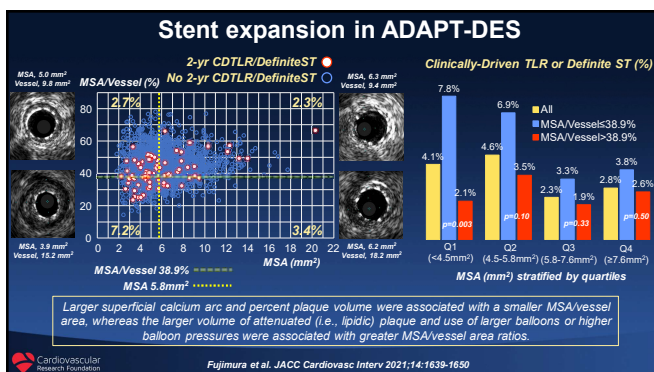 Stent expansion in ADAPT-DES
MSA, 5.0 mm²
Vessel, 9.8 mm²
MSA/Vessel (%)
2-yr CDTLR/DefiniteST
No 2-yr CDTLR/DefiniteST
MSA, 6.3 mm²
Vessel, 9.4 mm²
2.7%
2.3%
80
60
40
20
0
7.2%
3.4%
0 2 4 6 8 10 12 14 16 18 20 22
MSA (mm²)
MSA, 3.9 mm²
Vessel, 15.2 mm²
MSA, 6.2 mm²
Vessel, 18.2 mm²
MSA/Vessel 38.9%
MSA 5.8mm²
Clinically-Driven TLR or Definite ST (%)
All
MSA/Vessel≤38.9%
MSA/Vessel>38.9%
4.1%
7.8%
2.1%
p=0.003
4.6%
6.9%
3.5%
p=0.10
2.3%
3.3%
1.9%
p=0.33
2.8%
3.8%
2.6%
p=0.50
Q1 Q2 Q3 Q4
(<4.5mm²) (4.5-5.8mm²) (5.8-7.6mm²) (≥7.6mm²)
MSA (mm²) stratified by quartiles
Larger superficial calcium arc and percent plaque volume were associated with a smaller MSA/vessel
area, whereas the larger volume of attenuated (i.e., lipidic) plaque and use of larger balloons or higher
balloon pressures were associated with greater MSA/vessel area ratios.
Cardiovascular
Research Foundation
Fujimura et al. JACC Cardiovasc Interv 2021;14:1639-1650